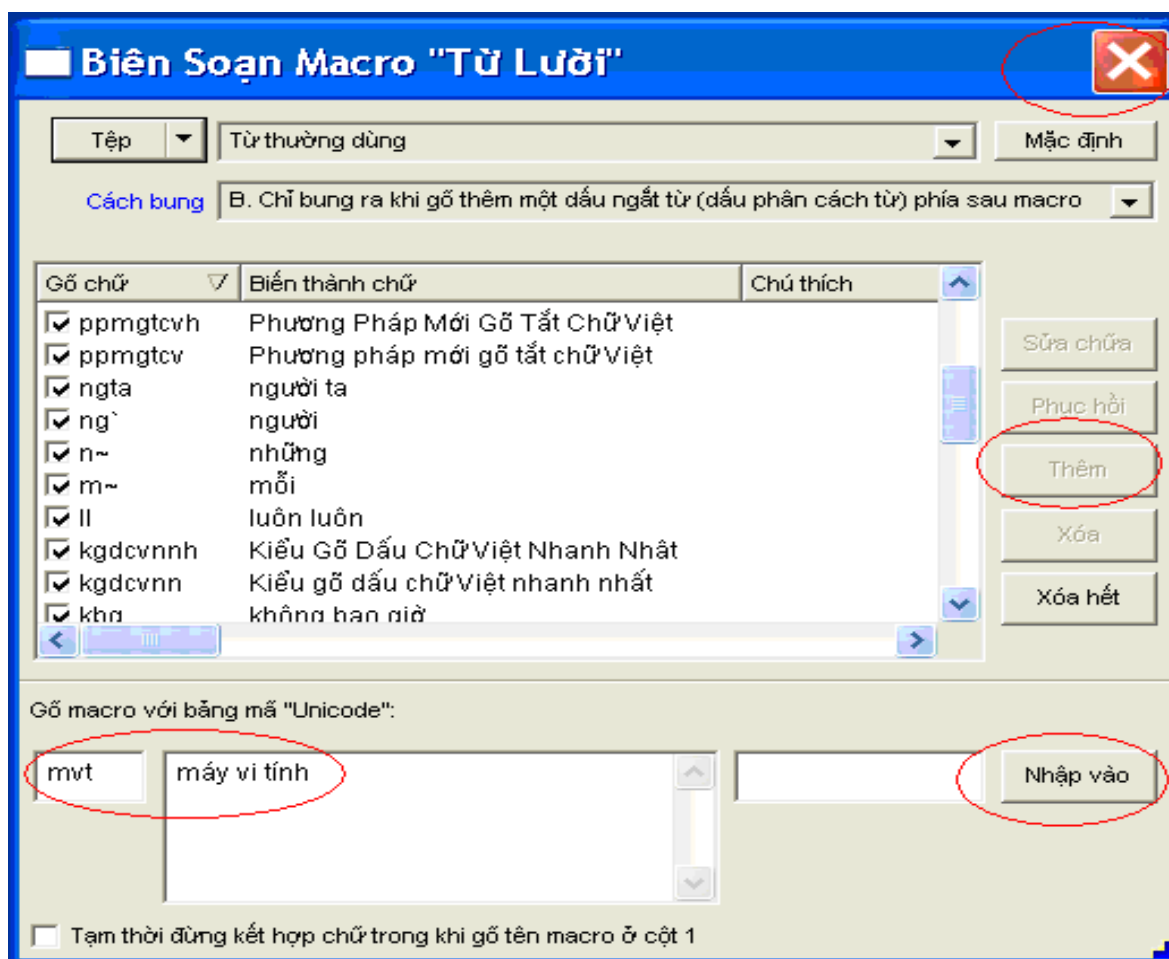 Biên Soạn Macro "Từ Lười"
Tệp Từ thường dùng Mặc định
Cách bung B. Chỉ bung ra khi gõ thêm một dấu ngắt từ (dấu phân cách từ) phía sau macro
Gõ chữ Biến thành chữ Chú thích
ppmgtcvh Phương Pháp Mới Gõ Tắt Chữ Việt
ppmgtcv Phương pháp mới gõ tắt chữ Việt
ngta người ta
ng` người
n~ những
m~ mỗi
ll luôn luôn
kgdcvnnh Kiểu Gõ Dấu Chữ Việt Nhanh Nhât
kgdcvnn Kiểu gõ dấu chữ Việt nhanh nhất
kbg không bao giờ
Sửa chữa
Phục hồi
Thêm
Xóa
Xóa hết
Gõ macro với bảng mã "Unicode":
mvt máy vi tính Nhập vào
Tạm thời đừng kết hợp chữ trong khi gõ tên macro ở cột 1